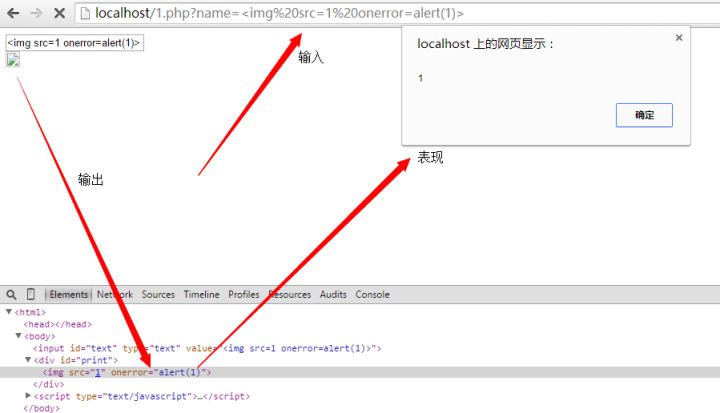 localhost/1.php?name=<img%20src=1%20onerror=alert(1)>
<img src=1 onerror=alert(1)>
localhost 上的网页显示：
1
确定
输入
表现
输出
Elements Network Sources Timeline Profiles Resources Audits Console
<html>
<head></head>
<body>
<input id="text" type="text" value="<img src=1 onerror=alert(1)>">
<div id="print">
<img src="1" onerror="alert(1)">
</div>
<script type="text/javascript">…</script>
</body>